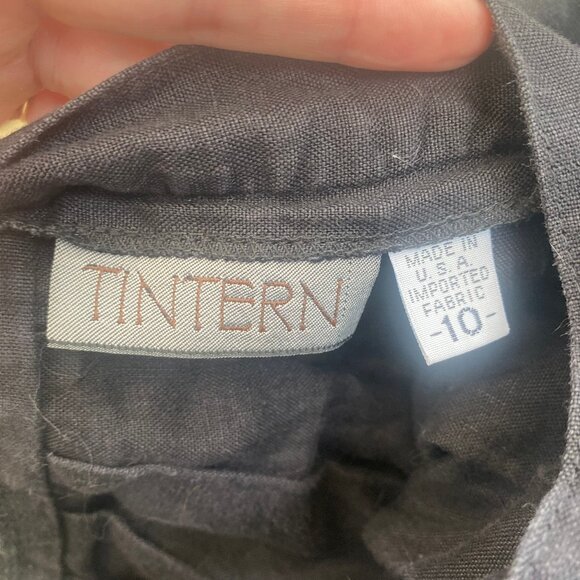 TINTERN
MADE IN
U.S.A.
IMPORTED
FABRIC
-10-